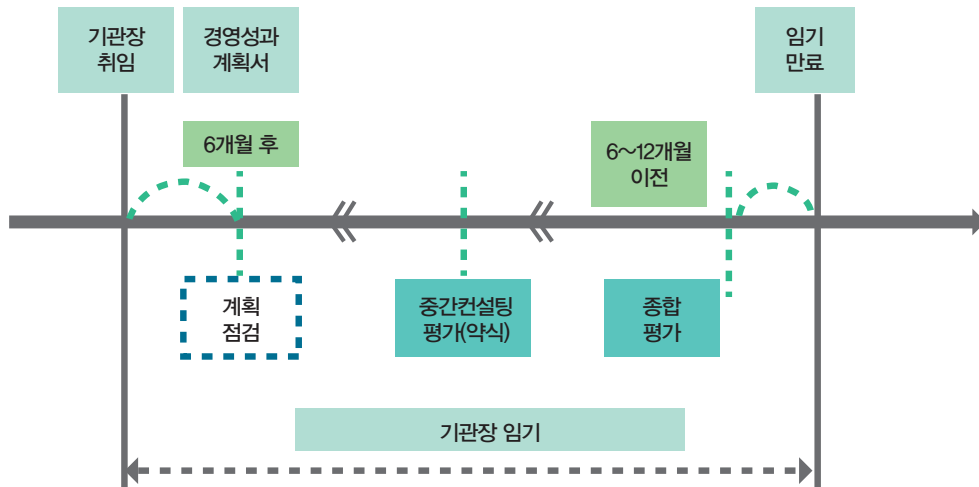 기관장
취임
경영성과
계획서
임기
만료
6개월 후
6~12개월
이전
계획
점검
중간컨설팅
평가(약식)
종합
평가
기관장 임기